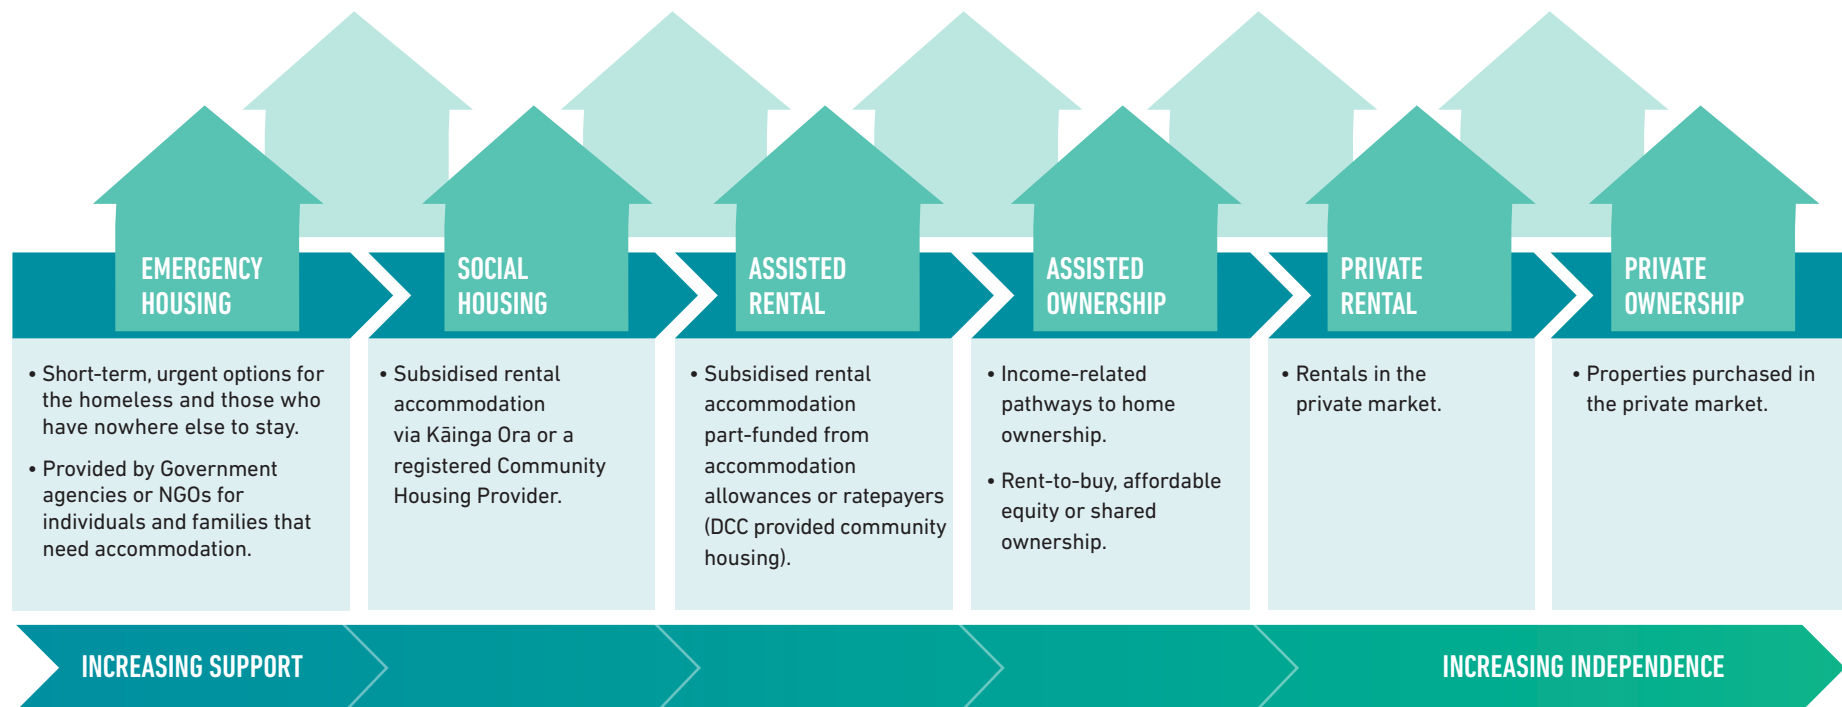 EMERGENCY
HOUSING
SOCIAL
HOUSING
ASSISTED
RENTAL
ASSISTED
OWNERSHIP
PRIVATE
RENTAL
PRIVATE
OWNERSHIP
• Short-term, urgent options for
the homeless and those who
have nowhere else to stay.
• Provided by Government
agencies or NGOs for
individuals and families that
need accommodation.
• Subsidised rental
accommodation
via Kāinga Ora or a
registered Community
Housing Provider.
• Subsidised rental
accommodation
part-funded from
accommodation
allowances or ratepayers
(DCC provided community
housing).
• Income-related
pathways to home
ownership.
• Rent-to-buy, affordable
equity or shared
ownership.
• Rentals in the
private market.
• Properties purchased in
the private market.
INCREASING SUPPORT
INCREASING INDEPENDENCE